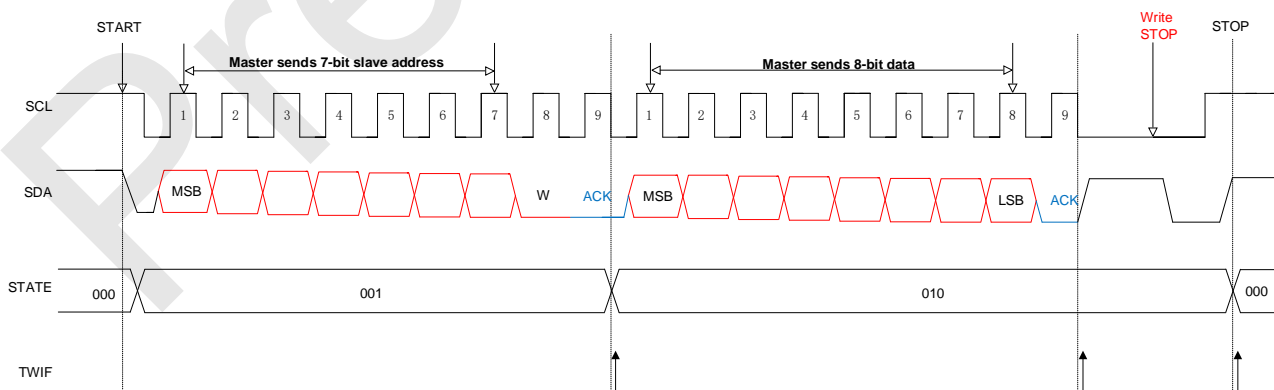 START
Write
STOP
STOP
Master sends 7-bit slave address
Master sends 8-bit data
SCL
1 2 3 4 5 6 7 8 9 1 2 3 4 5 6 7 8 9
SDA
MSB W ACK MSB LSB ACK
STATE
000 001 010 000
TWIF
Pre